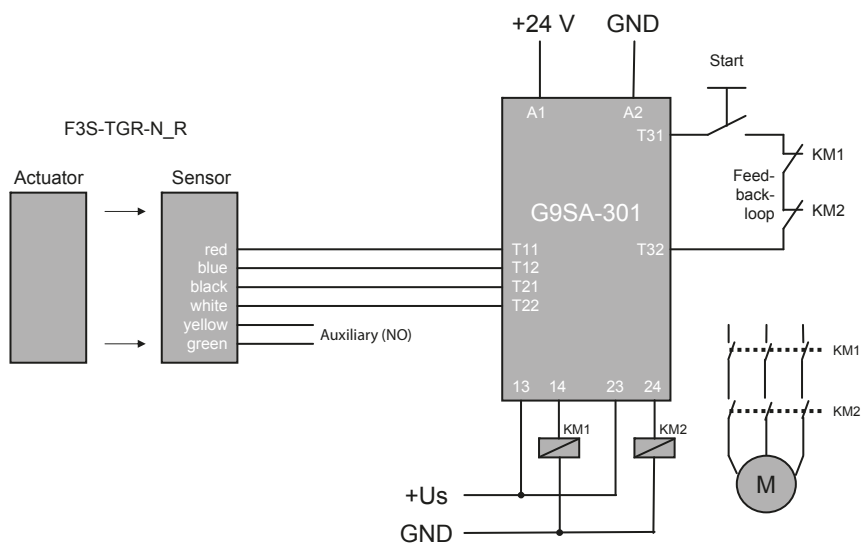 +24 V GND
Start
F3S-TGR-N_R
A1 A2
T31
KM1
Actuator Sensor
Feed-
back-
loop
G9SA-301
KM2
red T11 T32
blue T12
black T21
white T22
yellow
Auxiliary (NO)
green
KM1
13 14 23 24
KM2
KM1 KM2
M
+Us
GND